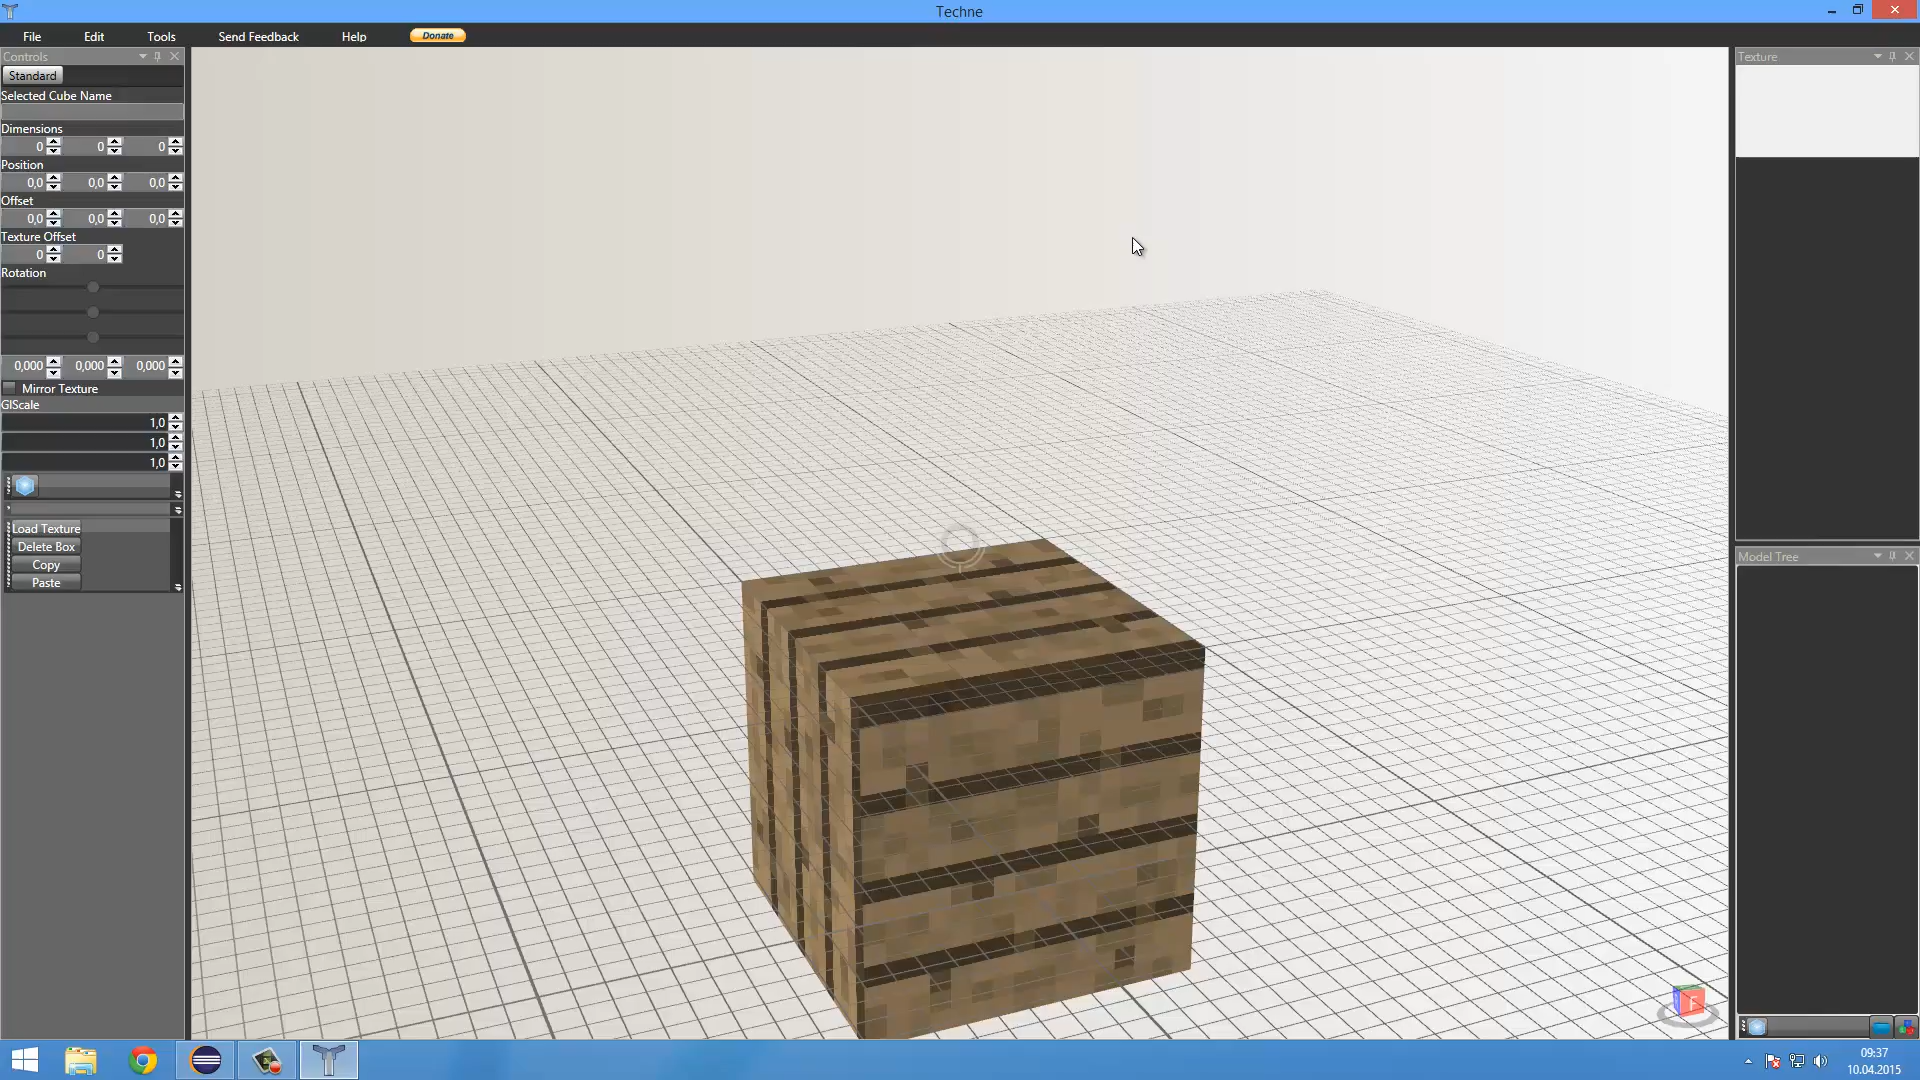 Techne
File Edit Tools Send Feedback Help Donate
Controls
Standard
Selected Cube Name
Dimensions
0 0 0
Position
0,0 0,0 0,0
Offset
0,0 0,0 0,0
Texture Offset
0 0
Rotation
0,000 0,000 0,000
Mirror Texture
GlScale
1,0
1,0
1,0
Load Texture
Delete Box
Copy
Paste
Texture
Model Tree
F
09:37
10.04.2015